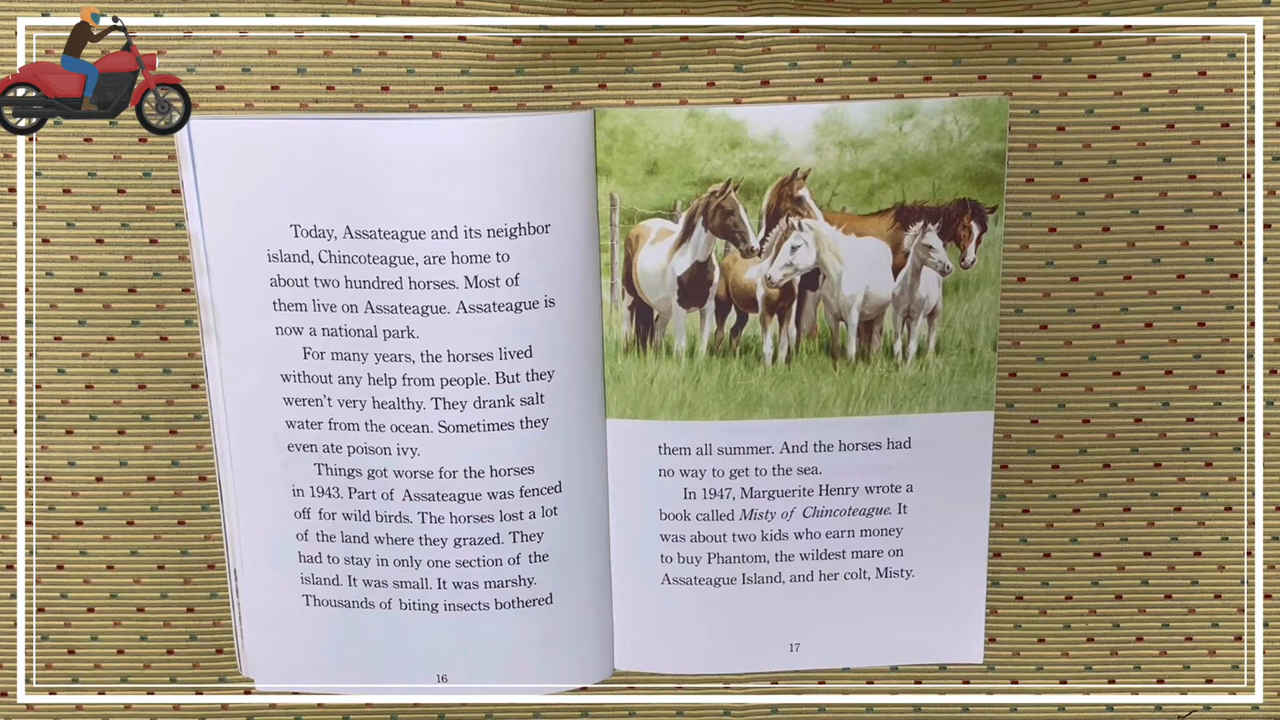 Today, Assateague and its neighbor
island, Chincoteague, are home to
about two hundred horses. Most of
them live on Assateague. Assateague is
now a national park.
For many years, the horses lived
without any help from people. But they
weren't very healthy. They drank salt
water from the ocean. Sometimes they
even ate poison ivy.
Things got worse for the horses
in 1943. Part of Assateague was fenced
off for wild birds. The horses lost a lot
of the land where they grazed. They
had to stay in only one section of the
island. It was small. It was marshy.
Thousands of biting insects bothered
16
them all summer. And the horses had
no way to get to the sea.
In 1947, Marguerite Henry wrote a
book called Misty of Chincoteague. It
was about two kids who earn money
to buy Phantom, the wildest mare on
Assateague Island, and her colt, Misty.
17